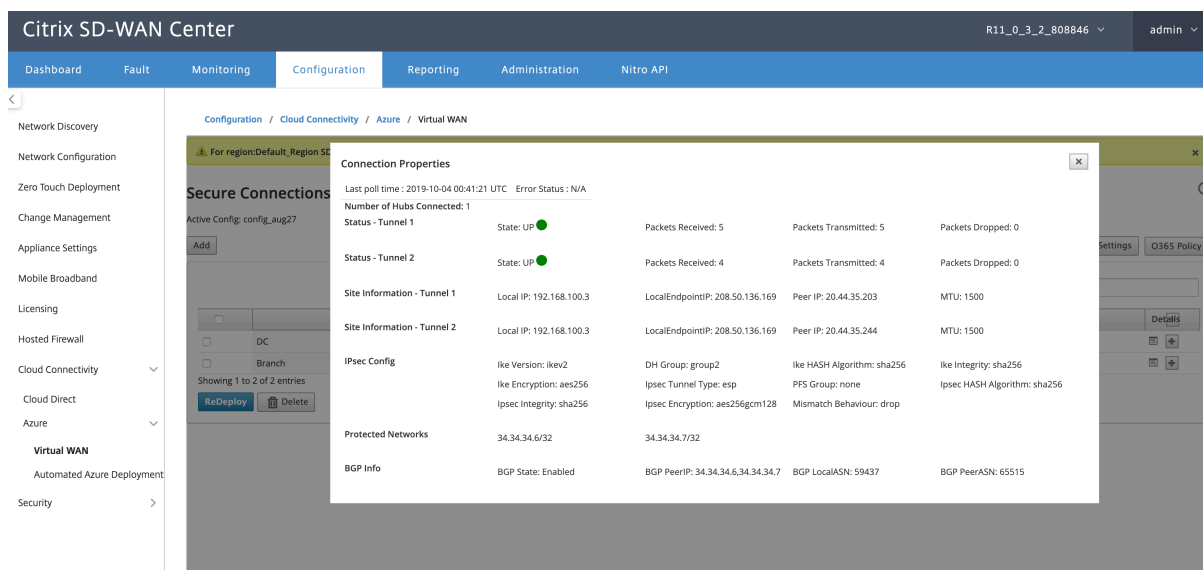 Citrix SD-WAN Center
R11_0_3_2_808846
admin
Dashboard Fault Monitoring Configuration Reporting Administration Nitro API
Network Discovery
Network Configuration
Zero Touch Deployment
Change Management
Appliance Settings
Mobile Broadband
Licensing
Hosted Firewall
Cloud Connectivity
Cloud Direct
Azure
Virtual WAN
Automated Azure Deployment
Security
Configuration / Cloud Connectivity / Azure / Virtual WAN
For region:Default_Region SD
Secure Connections
Active Config: config_aug27
Add
Settings O365 Policy
Details
DC
Branch
Showing 1 to 2 of 2 entries
ReDeploy Delete
Connection Properties
Last poll time : 2019-10-04 00:41:21 UTC Error Status : N/A
Number of Hubs Connected: 1
Status - Tunnel 1 State: UP Packets Received: 5 Packets Transmitted: 5 Packets Dropped: 0
Status - Tunnel 2 State: UP Packets Received: 4 Packets Transmitted: 4 Packets Dropped: 0
Site Information - Tunnel 1 Local IP: 192.168.100.3 LocalEndpointIP: 208.50.136.169 Peer IP: 20.44.35.203 MTU: 1500
Site Information - Tunnel 2 Local IP: 192.168.100.3 LocalEndpointIP: 208.50.136.169 Peer IP: 20.44.35.244 MTU: 1500
IPsec Config Ike Version: ikev2 DH Group: group2 Ike HASH Algorithm: sha256 Ike Integrity: sha256
Ike Encryption: aes256 Ipsec Tunnel Type: esp PFS Group: none Ipsec HASH Algorithm: sha256
Ipsec Integrity: sha256 Ipsec Encryption: aes256gcm128 Mismatch Behaviour: drop
Protected Networks 34.34.34.6/32 34.34.34.7/32
BGP Info BGP State: Enabled BGP PeerIP: 34.34.34.6,34.34.34.7 BGP LocalASN: 59437 BGP PeerASN: 65515